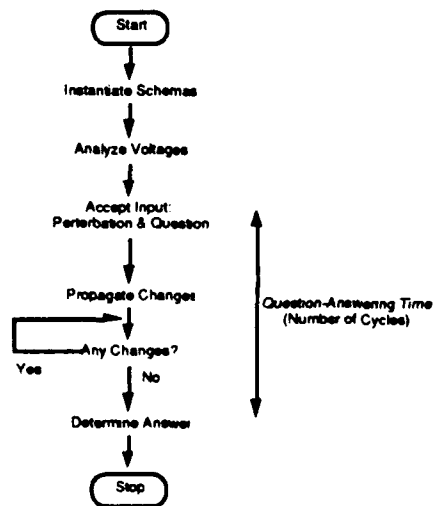 Start
Instantiate Schemas
Analyze Voltages
Accept Input:
Perterbation & Question
Propagate Changes
Any Changes?
Yes
No
Determine Answer
Stop
Question-Answering Time
(Number of Cycles)